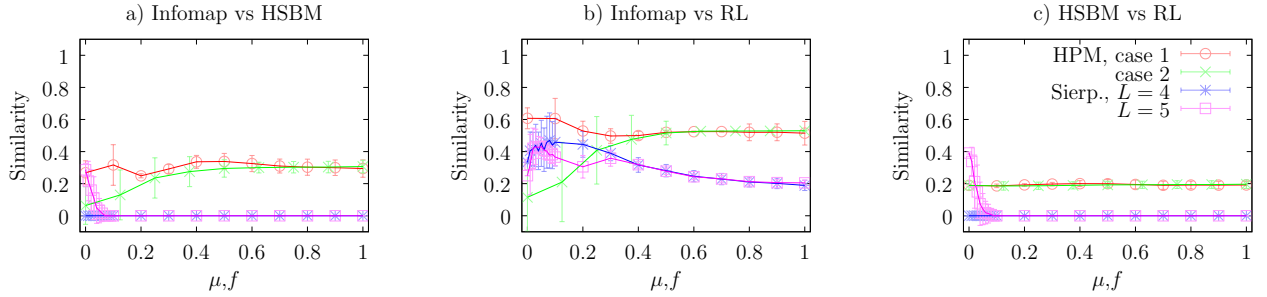 a) Infomap vs HSBM
Similarity
1
0.8
0.6
0.4
0.2
0
0 0.2 0.4 0.6 0.8 1
μ,f
b) Infomap vs RL
Similarity
1
0.8
0.6
0.4
0.2
0
0 0.2 0.4 0.6 0.8 1
μ,f
c) HSBM vs RL
Similarity
1
0.8
0.6
0.4
0.2
0
HPM, case 1
case 2
Sierp., L = 4
L = 5
0 0.2 0.4 0.6 0.8 1
μ,f